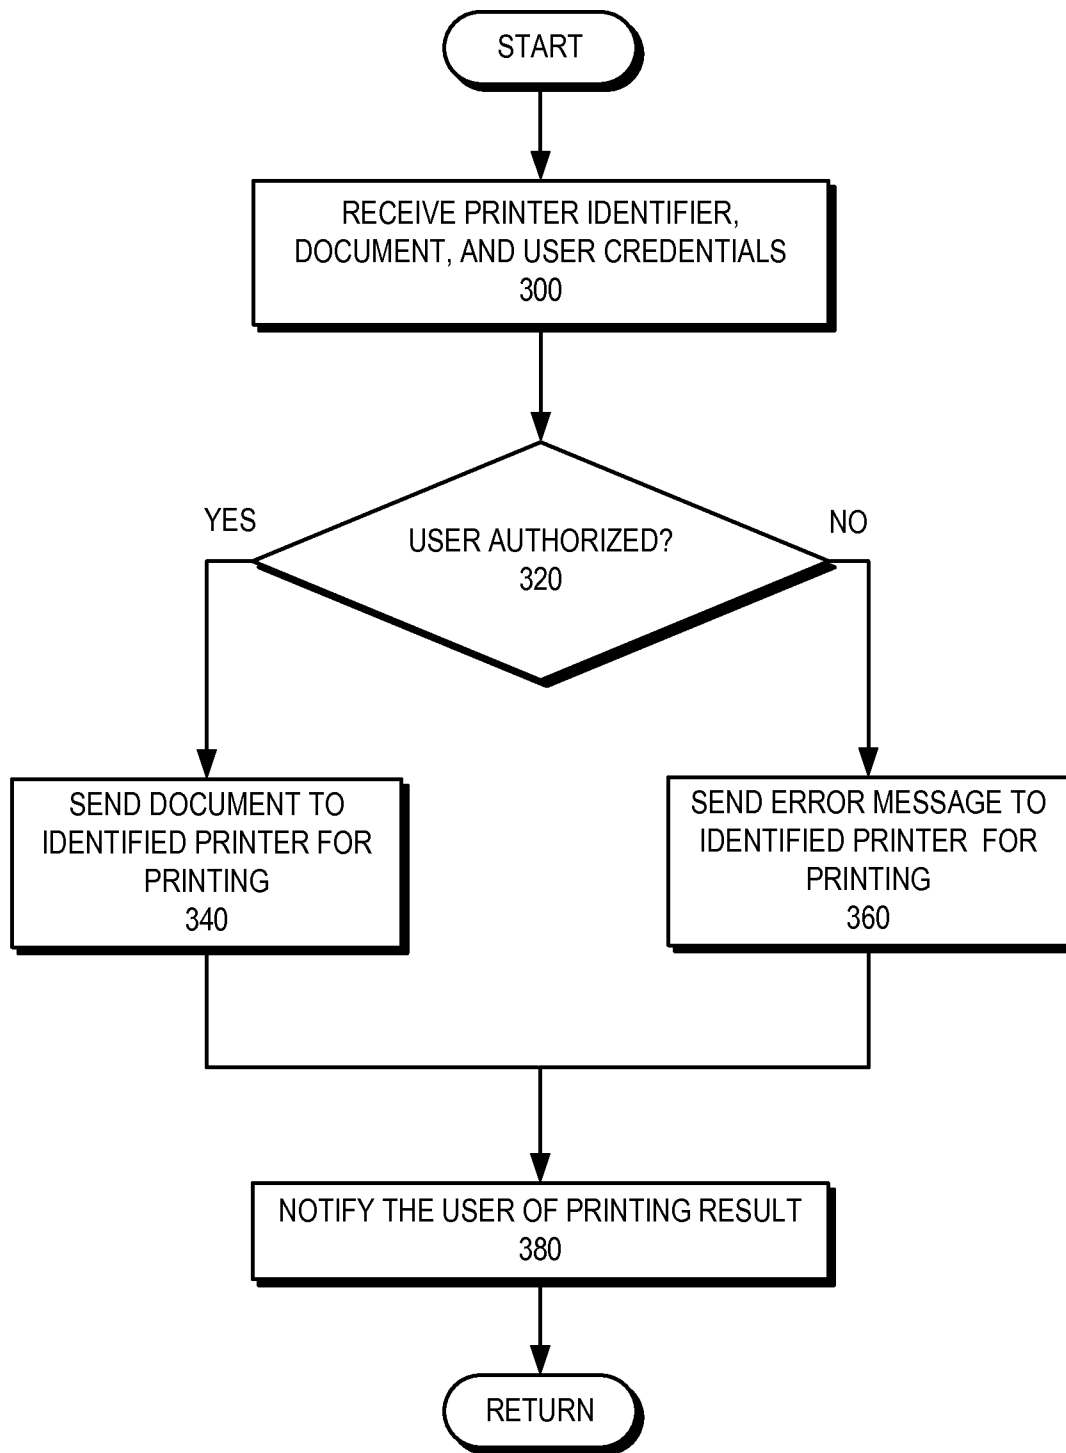 START
RECEIVE PRINTER IDENTIFIER,
DOCUMENT, AND USER CREDENTIALS
300
YES
NO
USER AUTHORIZED?
320
SEND DOCUMENT TO
IDENTIFIED PRINTER FOR
PRINTING
340
SEND ERROR MESSAGE TO
IDENTIFIED PRINTER FOR
PRINTING
360
NOTIFY THE USER OF PRINTING RESULT
380
RETURN